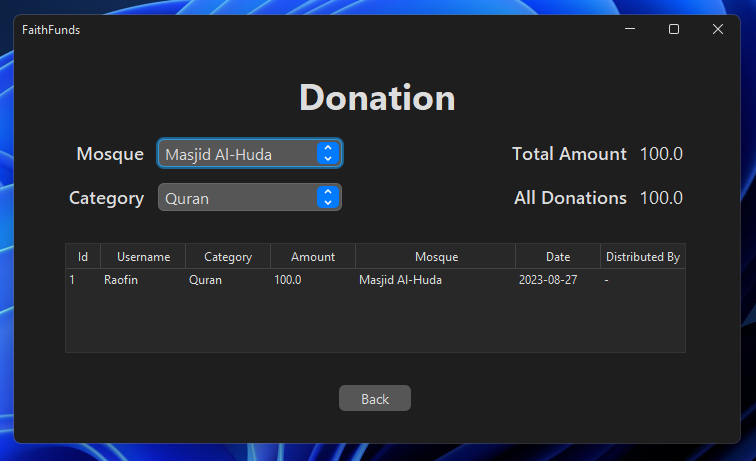 FaithFunds
Donation
Mosque Masjid Al-Huda Total Amount 100.0
Category Quran All Donations 100.0
Id Username Category Amount Mosque Date Distributed By
1 Raofin Quran 100.0 Masjid Al-Huda 2023-08-27 -
Back